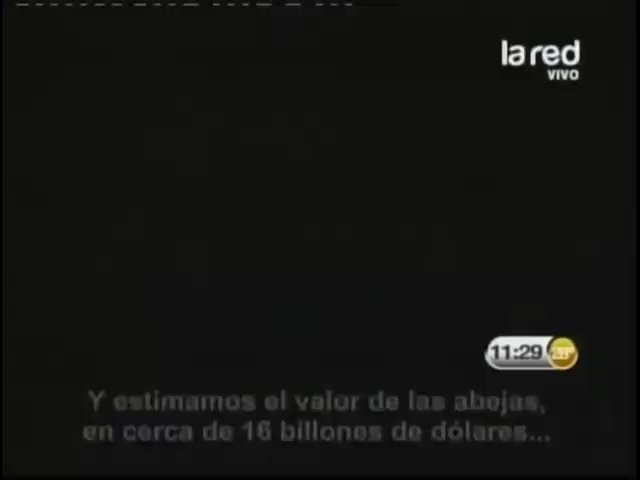 la red
VIVO
11:29
Y estimamos el valor de las abejas,
en cerca de 16 billones de dólares...